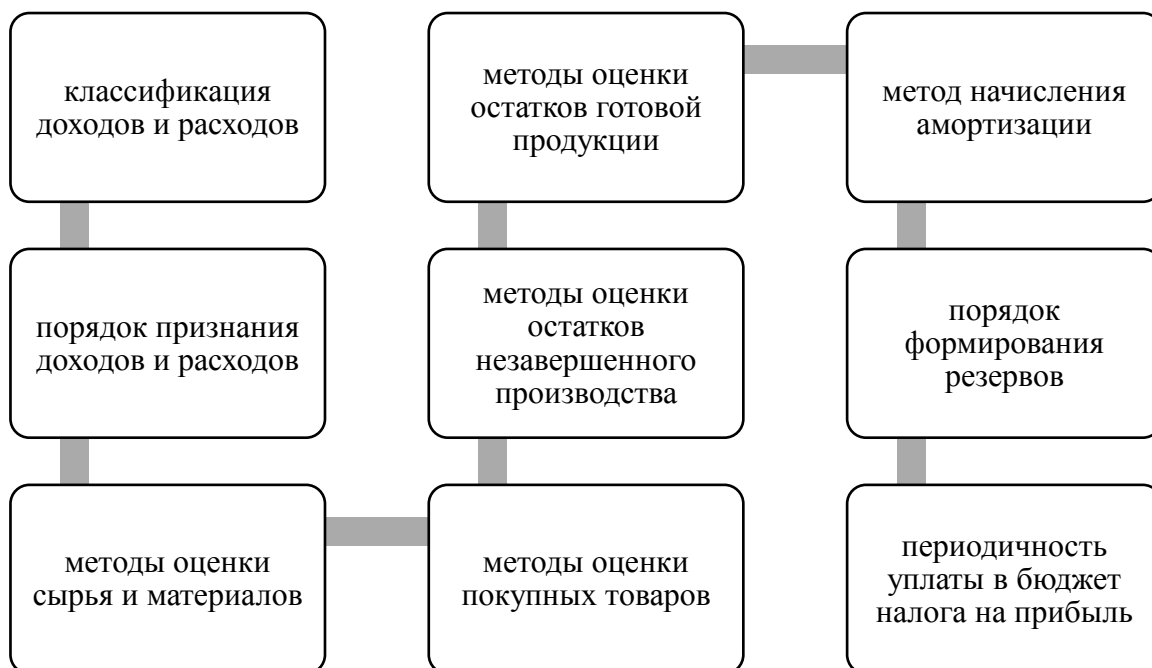 классификация
доходов и расходов
порядок признания
доходов и расходов
методы оценки
сырья и материалов
методы оценки
покупных товаров
методы оценки
остатков
незавершенного
производства
методы оценки
остатков готовой
продукции
метод начисления
амортизации
порядок
формирования
резервов
периодичность
уплаты в бюджет
налога на прибыль